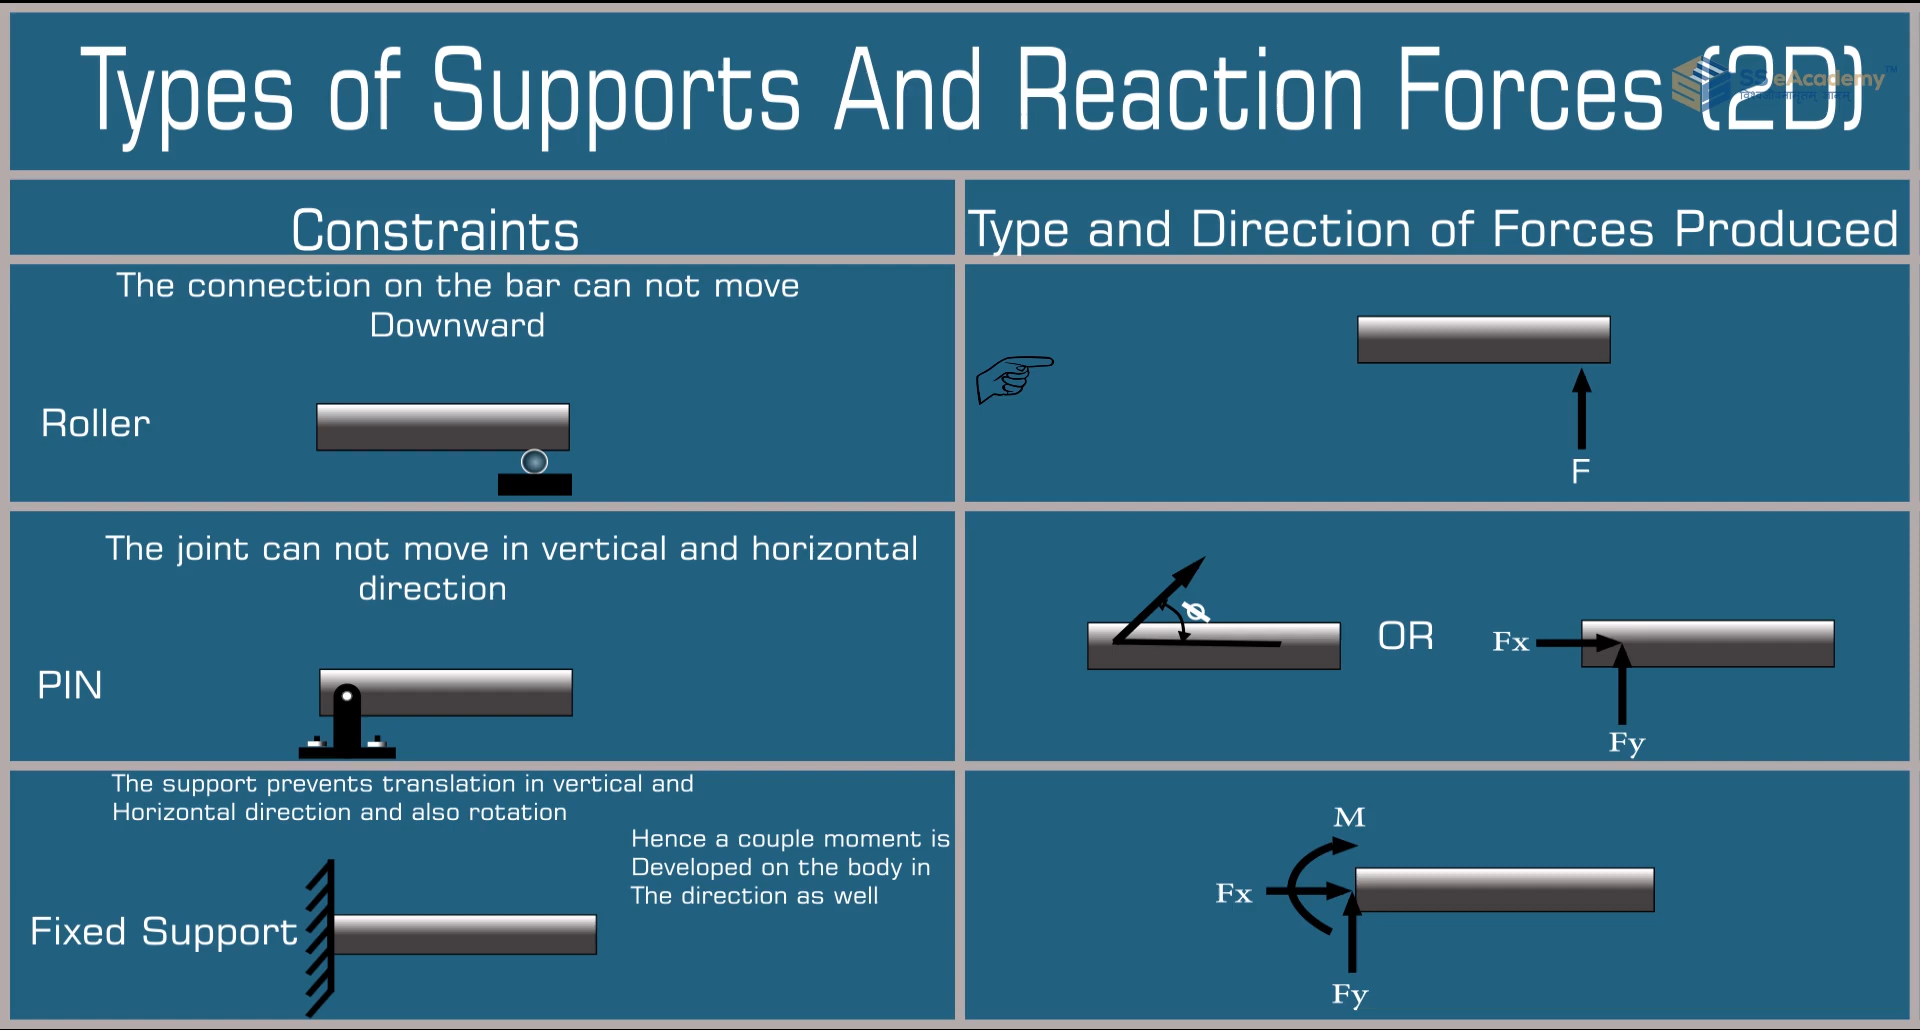 Types of Supports And Reaction Forces (2D)
SS eAcademy™
Constraints
Type and Direction of Forces Produced
The connection on the bar can not move
Downward
Roller
F
The joint can not move in vertical and horizontal
direction
PIN
ϕ
OR
Fx
Fy
The support prevents translation in vertical and
Horizontal direction and also rotation
Hence a couple moment is
Developed on the body in
The direction as well
Fixed Support
M
Fx
Fy